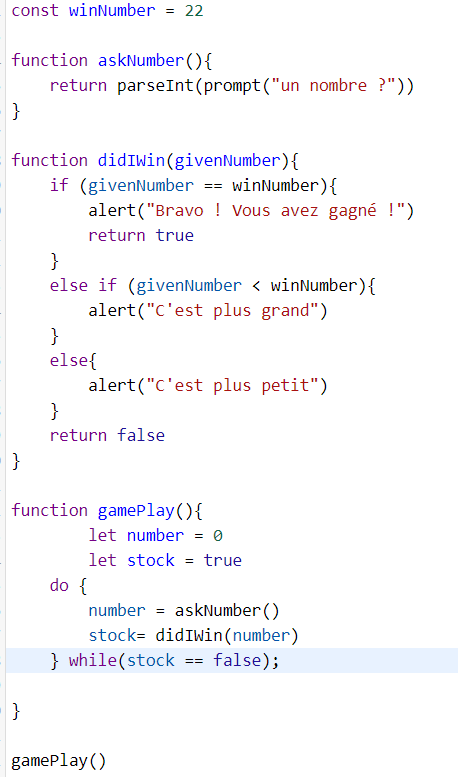 const winNumber = 22
function askNumber(){
return parseInt(prompt("un nombre ?"))
}
function didIWin(givenNumber){
if (givenNumber == winNumber){
alert("Bravo ! Vous avez gagné !")
return true
}
else if (givenNumber < winNumber){
alert("C'est plus grand")
}
else{
alert("C'est plus petit")
}
return false
}
function gamePlay(){
let number = 0
let stock = true
do {
number = askNumber()
stock= didIWin(number)
} while(stock == false);
}
gamePlay()